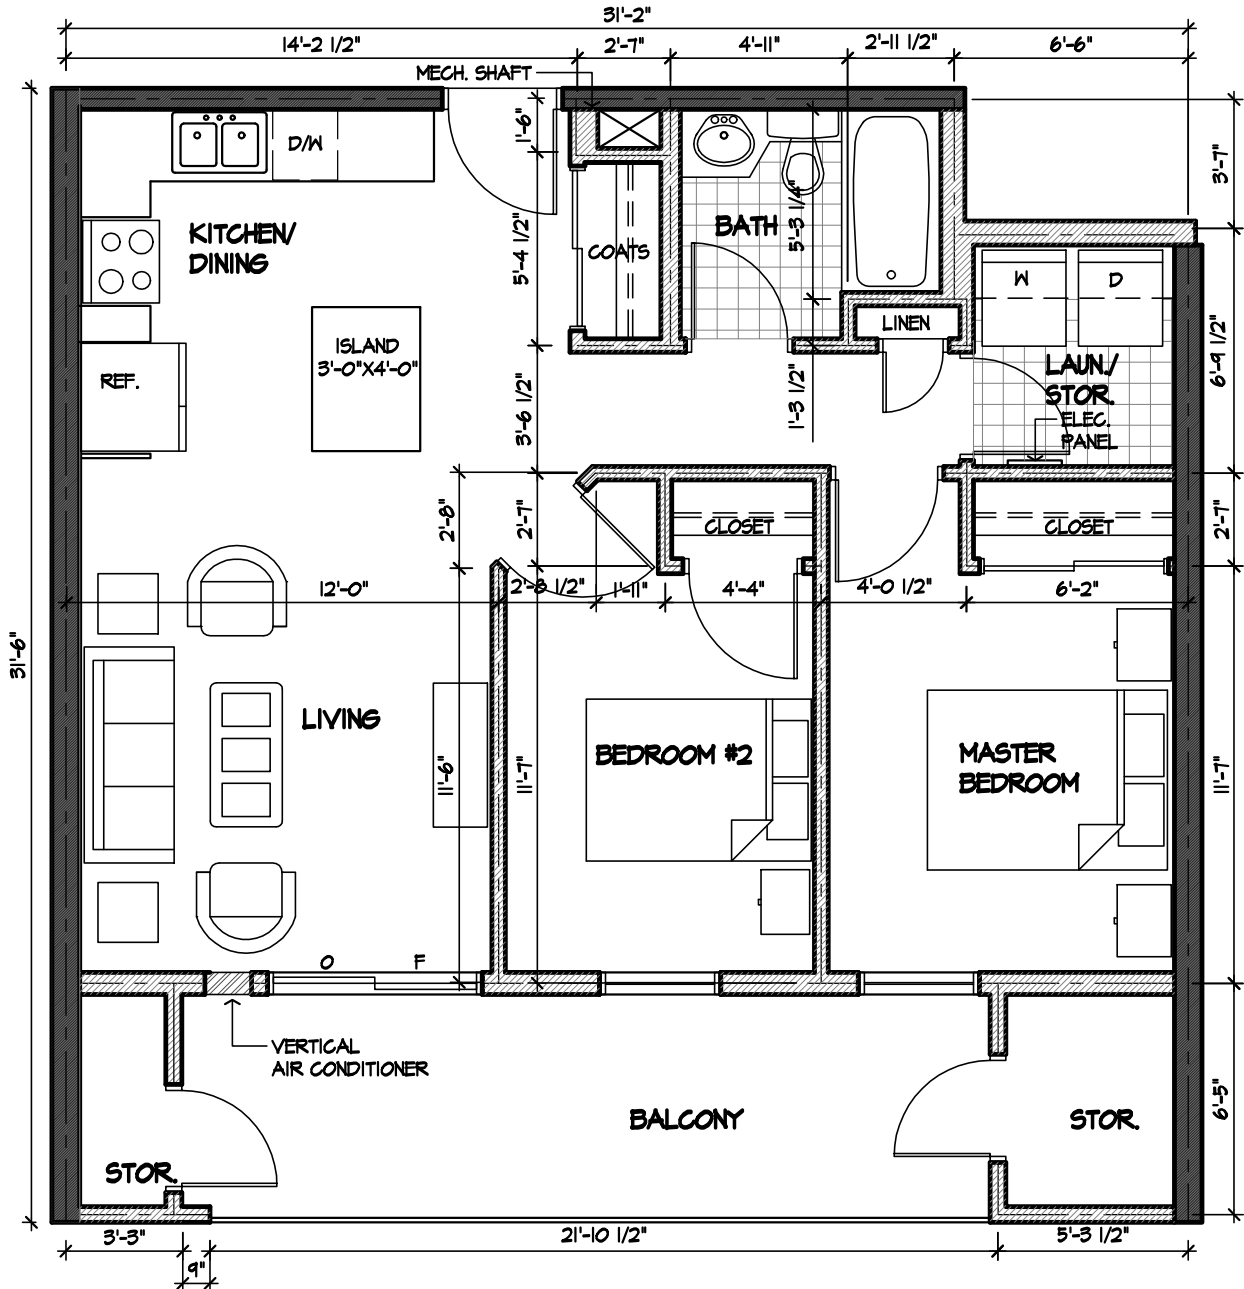 31'-2"
14'-2 1/2"
2'-7"
4'-11"
2'-11 1/2"
6'-6"
MECH. SHAFT
1'-6"
3'-7"
D/W
KITCHEN/
DINING
BATH
5'-3 1/4"
5'-4 1/2"
COATS
W
D
LINEN
ISLAND
3'-0"X4'-0"
REF.
LAUN./
STOR.
6'-9 1/2"
ELEC.
PANEL
3'-6 1/2"
1'-3 1/2"
2'-8"
2'-7"
CLOSET
CLOSET
2'-7"
12'-0"
2'-8 1/2"
1'-11"
4'-4"
4'-0 1/2"
6'-2"
31'-6"
LIVING
BEDROOM #2
MASTER
BEDROOM
11'-6"
11'-7"
11'-7"
O
F
VERTICAL
AIR CONDITIONER
BALCONY
STOR.
STOR.
6'-5"
3'-3"
21'-10 1/2"
5'-3 1/2"
9"